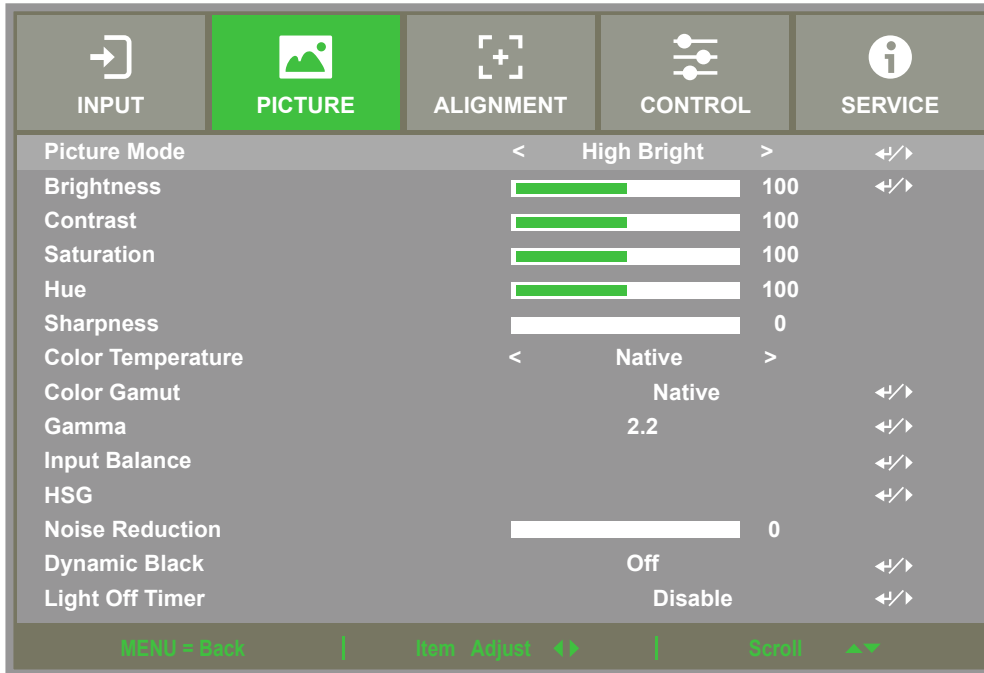 INPUT PICTURE ALIGNMENT CONTROL SERVICE
Picture Mode < High Bright >
Brightness 100
Contrast 100
Saturation 100
Hue 100
Sharpness 0
Color Temperature < Native >
Color Gamut Native
Gamma 2.2
Input Balance
HSG
Noise Reduction 0
Dynamic Black Off
Light Off Timer Disable
MENU = Back Item Adjust Scroll